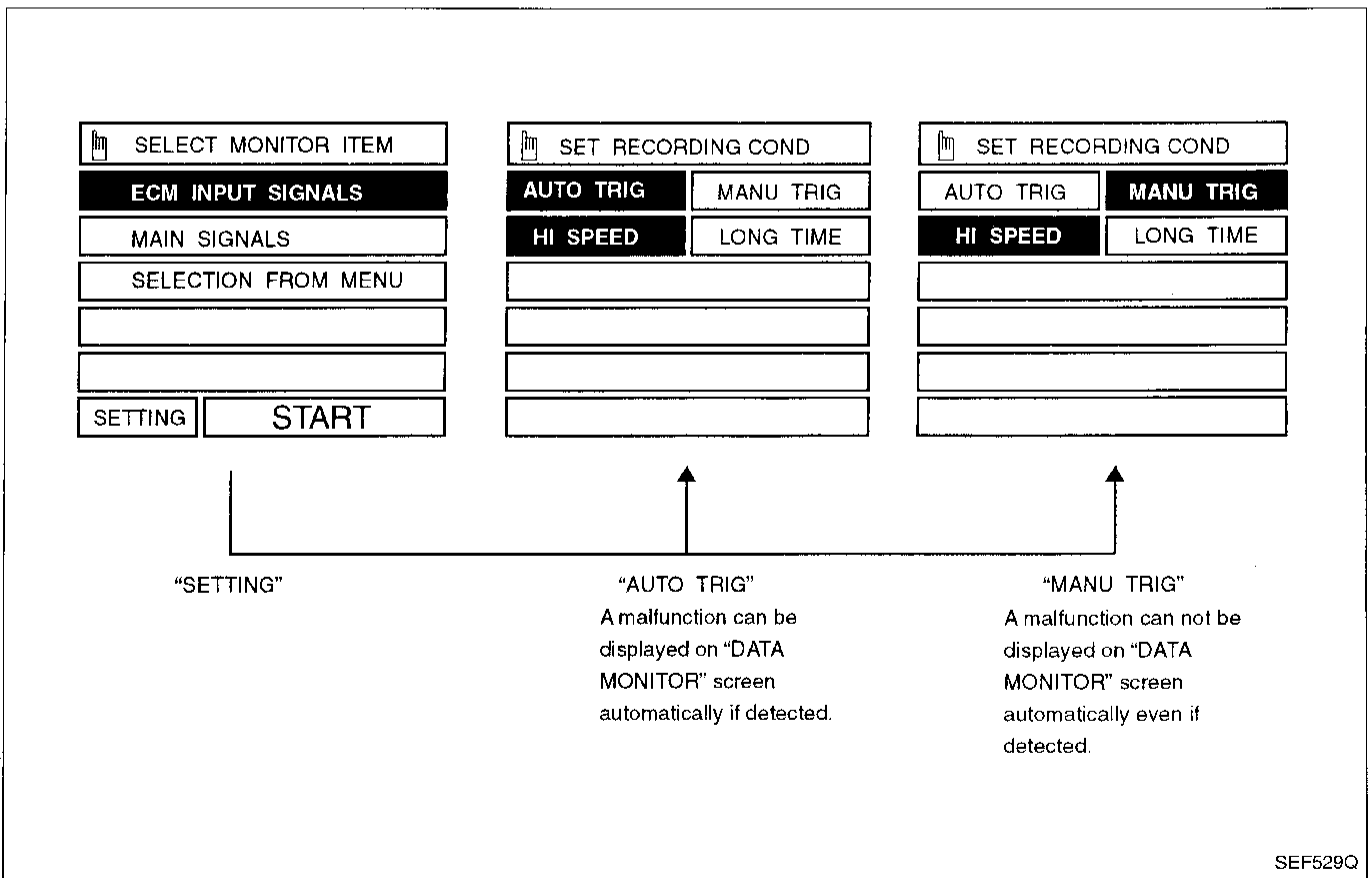 SELECT MONITOR ITEM
ECM INPUT SIGNALS
MAIN SIGNALS
SELECTION FROM MENU
SETTING
START
SET RECORDING COND
AUTO TRIG
MANU TRIG
HI SPEED
LONG TIME
SET RECORDING COND
AUTO TRIG
MANU TRIG
HI SPEED
LONG TIME
“SETTING”
“AUTO TRIG”
A malfunction can be
displayed on “DATA
MONITOR” screen
automatically if detected.
“MANU TRIG”
A malfunction can not be
displayed on “DATA
MONITOR” screen
automatically even if
detected.
SEF529Q